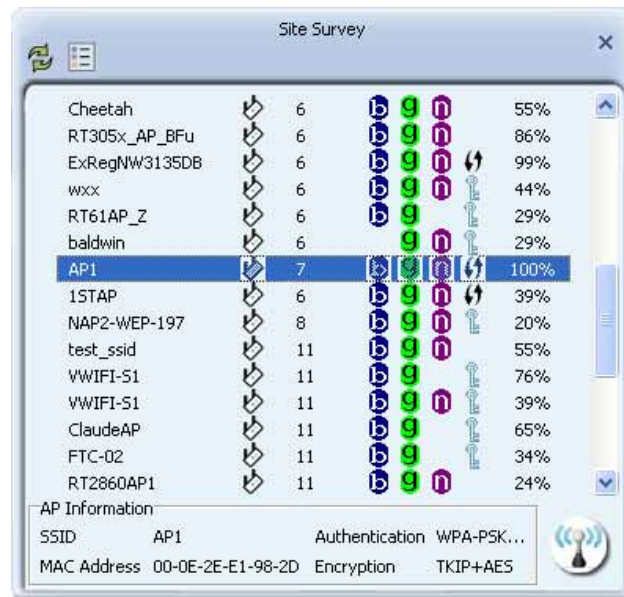 Site Survey
Cheetah 6 b g n 55%
RT305x_AP_BFu 6 b g n 86%
ExRegNW3135DB 6 b g n 99%
wxx 6 b g n 44%
RT61AP_Z 6 b g 29%
baldwin 6 g n 29%
AP1 7 b g n 100%
1STAP 6 b g n 39%
NAP2-WEP-197 8 b g n 20%
test_ssid 11 b g n 55%
VWIFI-S1 11 b g 76%
VWIFI-S1 11 b g n 39%
ClaudeAP 11 b g 65%
FTC-02 11 b g 34%
RT2860AP1 11 b g n 24%
AP Information
SSID AP1 Authentication WPA-PSK...
MAC Address 00-0E-2E-E1-98-2D Encryption TKIP+AES